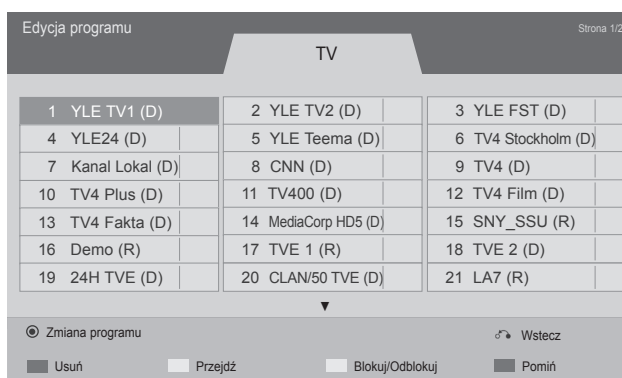 Edycja programu Strona 1/2
TV
1 YLE TV1 (D) 2 YLE TV2 (D) 3 YLE FST (D)
4 YLE24 (D) 5 YLE Teema (D) 6 TV4 Stockholm (D)
7 Kanal Lokal (D) 8 CNN (D) 9 TV4 (D)
10 TV4 Plus (D) 11 TV400 (D) 12 TV4 Film (D)
13 TV4 Fakta (D) 14 MediaCorp HD5 (D) 15 SNY_SSU (R)
16 Demo (R) 17 TVE 1 (R) 18 TVE 2 (D)
19 24H TVE (D) 20 CLAN/50 TVE (D) 21 LA7 (R)
Zmiana programu Wstecz
Usuń Przejdź Blokuj/Odblokuj Pomiń